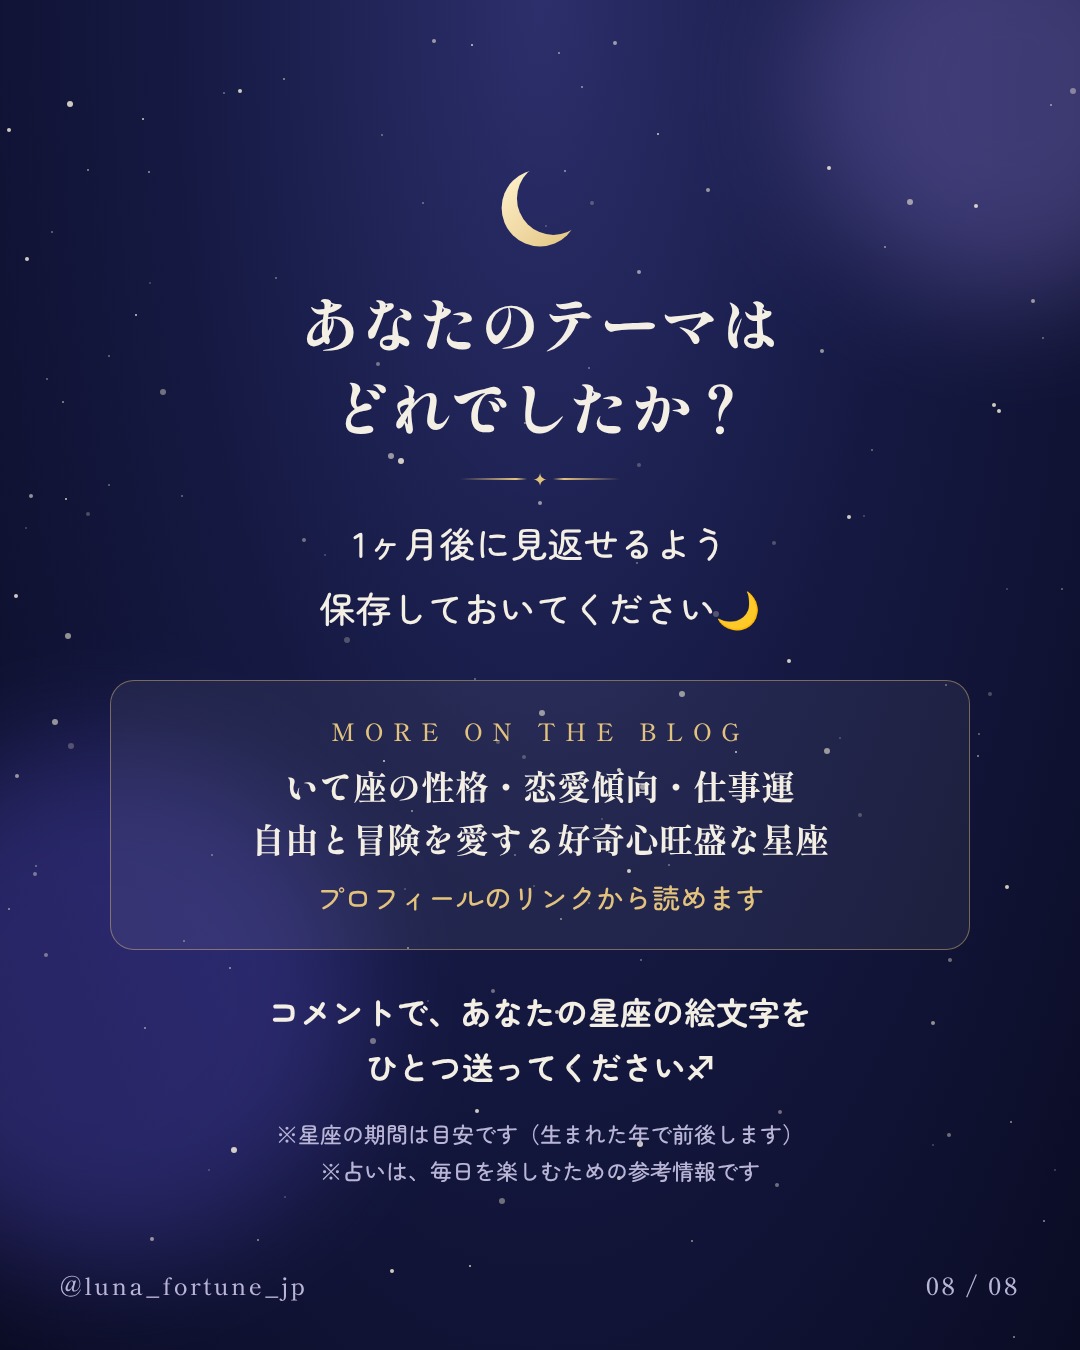 あなたのテーマは
どれでしたか？
1ヶ月後に見返せるよう
保存しておいてください🌙
MORE ON THE BLOG
いて座の性格・恋愛傾向・仕事運
自由と冒険を愛する好奇心旺盛な星座
プロフィールのリンクから読めます
コメントで、あなたの星座の絵文字を
ひとつ送ってください♐
※星座の期間は目安です（生まれた年で前後します）
※占いは、毎日を楽しむための参考情報です
@luna_fortune_jp
08 / 08